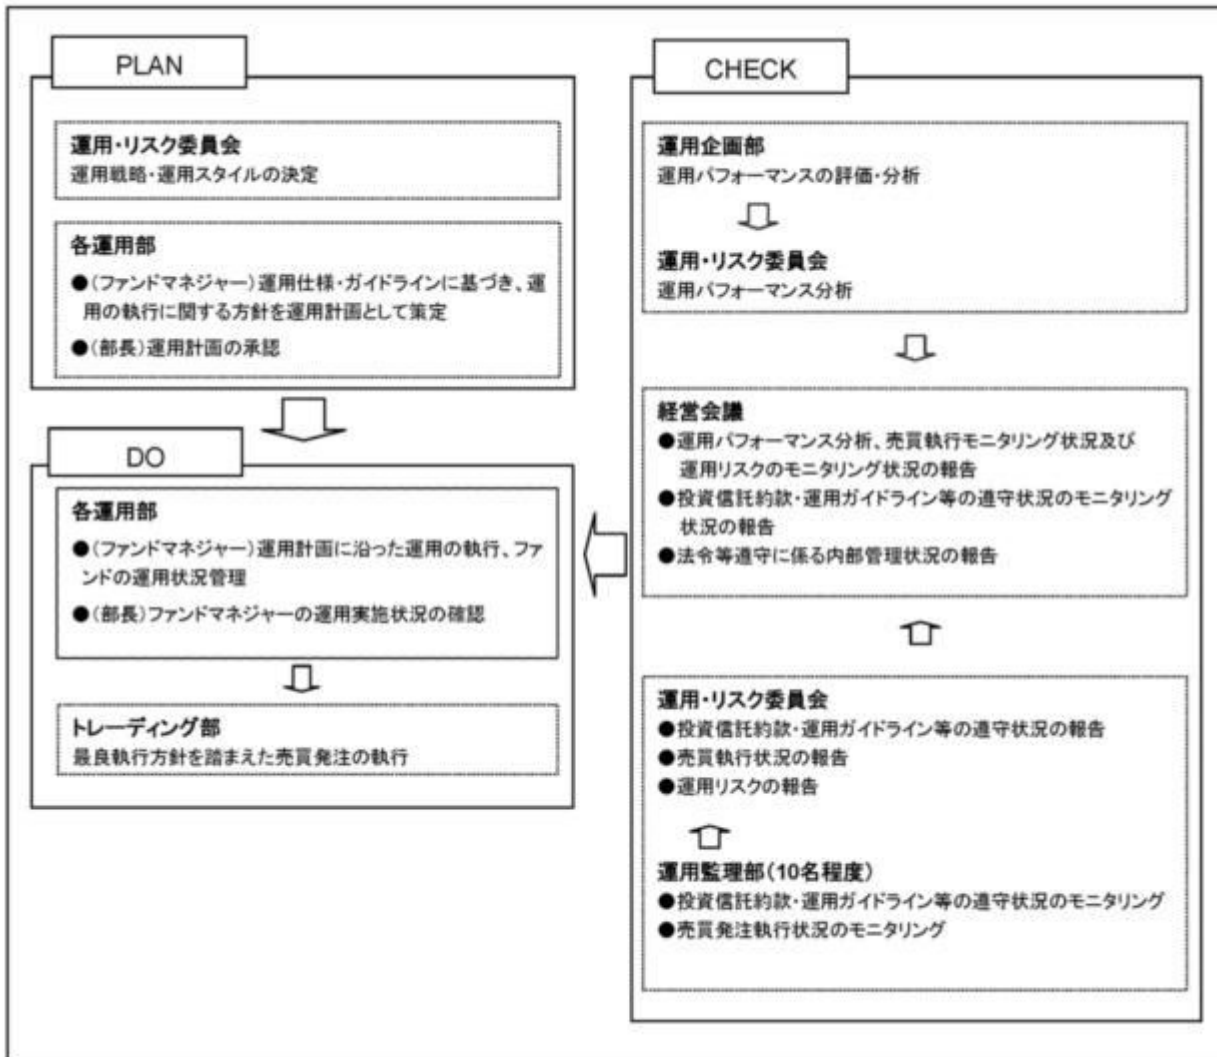 PLAN
運用・リスク委員会
運用戦略・運用スタイルの決定
各運用部
●(ファンドマネジャー)運用仕様・ガイドラインに基づき、運
用の執行に関する方針を運用計画として策定
●(部長)運用計画の承認
DO
各運用部
●(ファンドマネジャー)運用計画に沿った運用の執行、ファ
ンドの運用状況管理
●(部長)ファンドマネジャーの運用実施状況の確認
トレーディング部
最良執行方針を踏まえた売買発注の執行
CHECK
運用企画部
運用パフォーマンスの評価・分析
運用・リスク委員会
運用パフォーマンス分析
経営会議
●運用パフォーマンス分析、売買執行モニタリング状況及び
運用リスクのモニタリング状況の報告
●投資信託約款・運用ガイドライン等の遵守状況のモニタリング
状況の報告
●法令等遵守に係る内部管理状況の報告
運用・リスク委員会
●投資信託約款・運用ガイドライン等の遵守状況の報告
●売買執行状況の報告
●運用リスクの報告
運用監理部(10名程度)
●投資信託約款・運用ガイドライン等の遵守状況のモニタリング
●売買発注執行状況のモニタリング